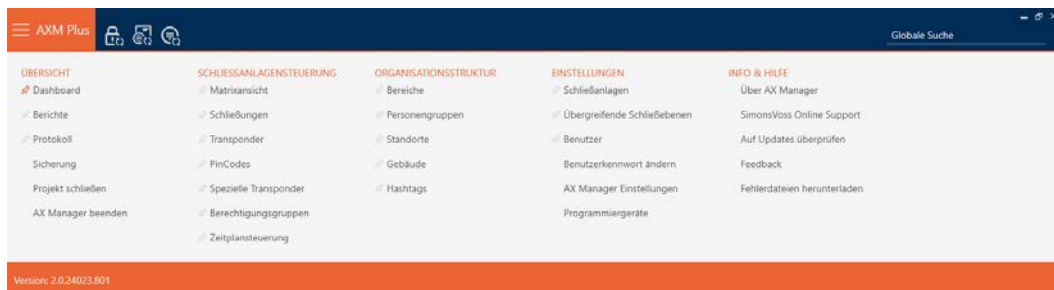 AXM Plus
Globale Suche
ÜBERSICHT
Dashboard
Berichte
Protokoll
Sicherung
Projekt schließen
AX Manager beenden
SCHLIESSANLAGENSTEUERUNG
Matrixansicht
Schließungen
Transponder
PinCodes
Spezielle Transponder
Berechtigungsgruppen
Zeitplansteuerung
ORGANISATIONSSTRUKTUR
Bereiche
Personengruppen
Standorte
Gebäude
Hashtags
EINSTELLUNGEN
Schließanlagen
Übergreifende Schließebenen
Benutzer
Benutzerkennwort ändern
AX Manager Einstellungen
Programmiergeräte
INFO & HILFE
Über AX Manager
SimonsVoss Online Support
Auf Updates überprüfen
Feedback
Fehlerdateien herunterladen
Version: 2.0.24023.801